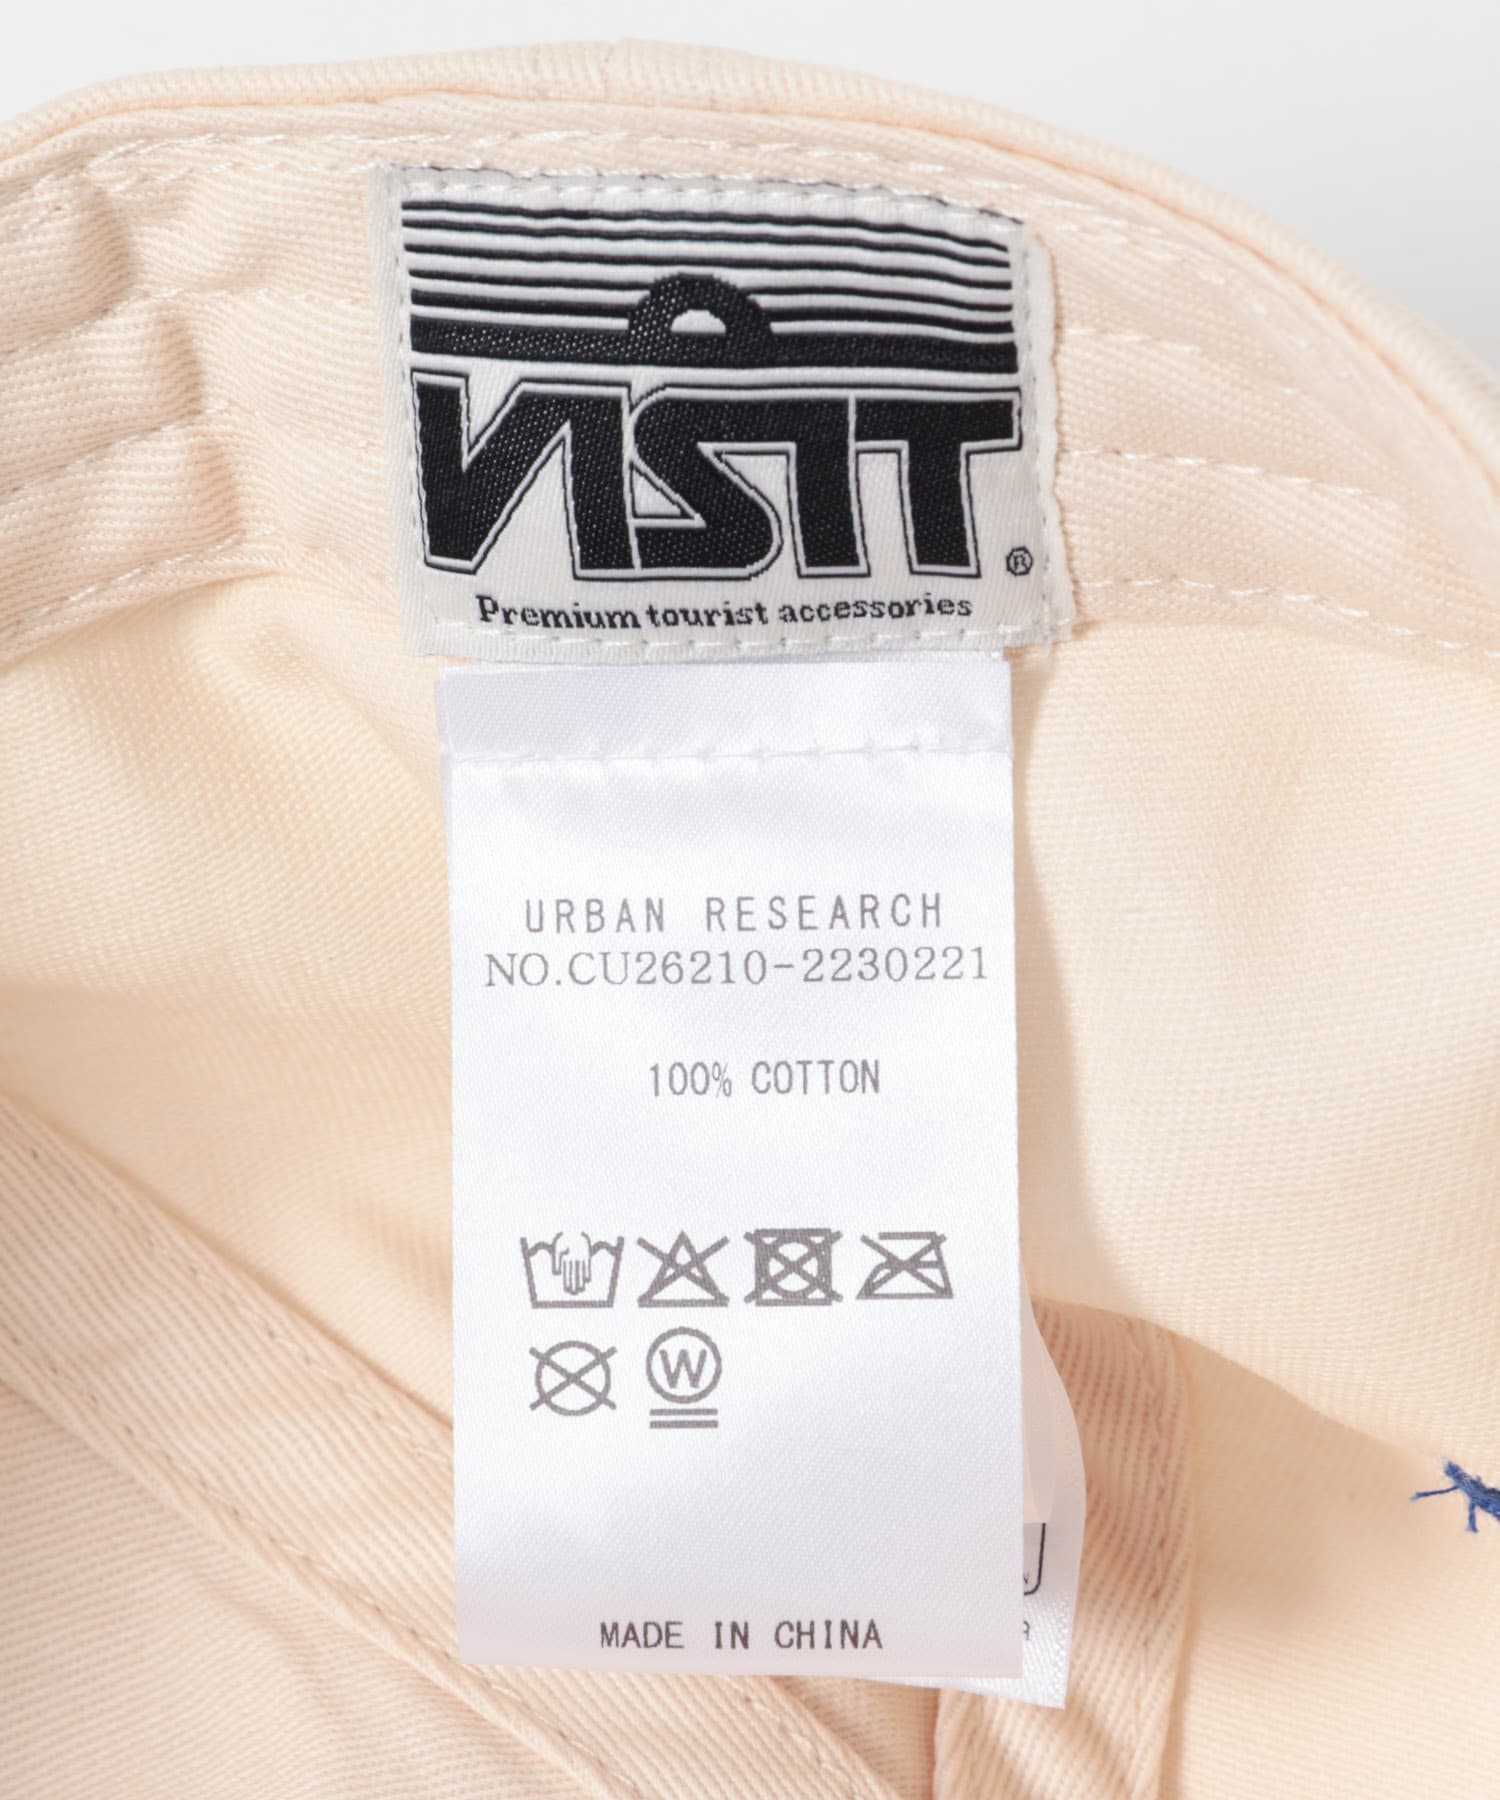 VISIT
®
Premium tourist accessories
URBAN RESEARCH
NO.CU26210-2230221
100% COTTON
W
MADE IN CHINA